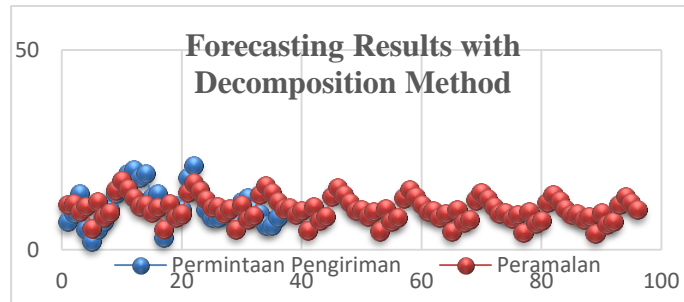 Forecasting Results with
Decomposition Method
50
0
0 20 40 60 80 100
Permintaan Pengiriman Peramalan